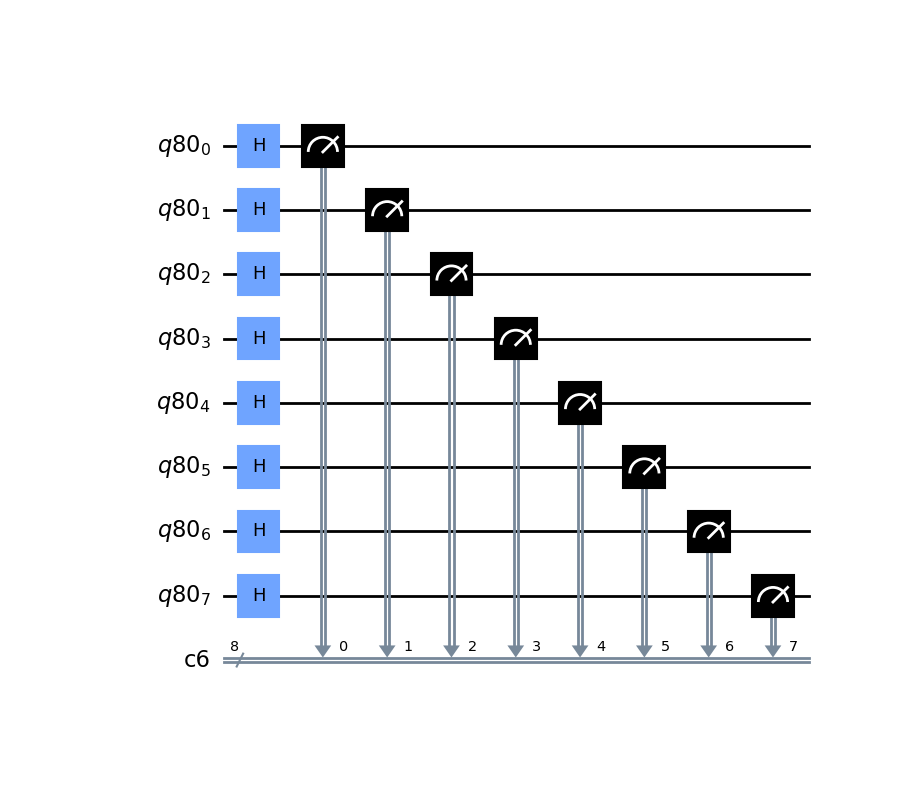 q80₀ H
q80₁ H
q80₂ H
q80₃ H
q80₄ H
q80₅ H
q80₆ H
q80₇ H
c6 8 0 1 2 3 4 5 6 7